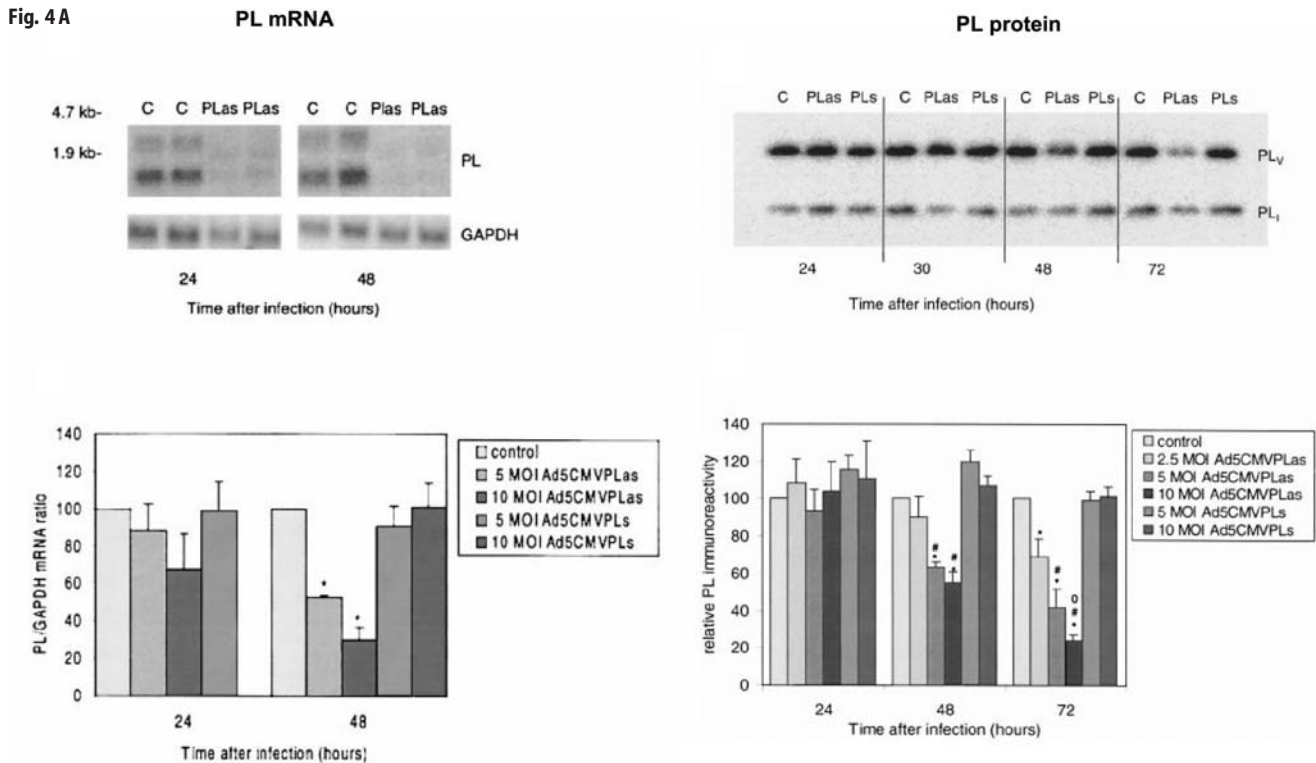 Fig. 4 A
PL mRNA
C C PLas PLas C C Plas PLas
4.7 kb-
1.9 kb-
PL
GAPDH
24 48
Time after infection (hours)
PL protein
C PLas PLs C PLas PLs C PLas PLs C PLas PLs
PLV
PLI
24 30 48 72
Time after infection (hours)
PL/GAPDH mRNA ratio
140
120
100
80
60
40
20
0
* *
24 48
Time after infection (hours)
control
5 MOI Ad5CMVPLas
10 MOI Ad5CMVPLas
5 MOI Ad5CMVPLs
10 MOI Ad5CMVPLs
relative PL immunoreactivity
140
120
100
80
60
40
20
0
# *
# *
*
# *
0 # *
24 48 72
Time after infection (hours)
control
2.5 MOI Ad5CMVPLas
5 MOI Ad5CMVPLas
10 MOI Ad5CMVPLas
5 MOI Ad5CMVPLs
10 MOI Ad5CMVPLs